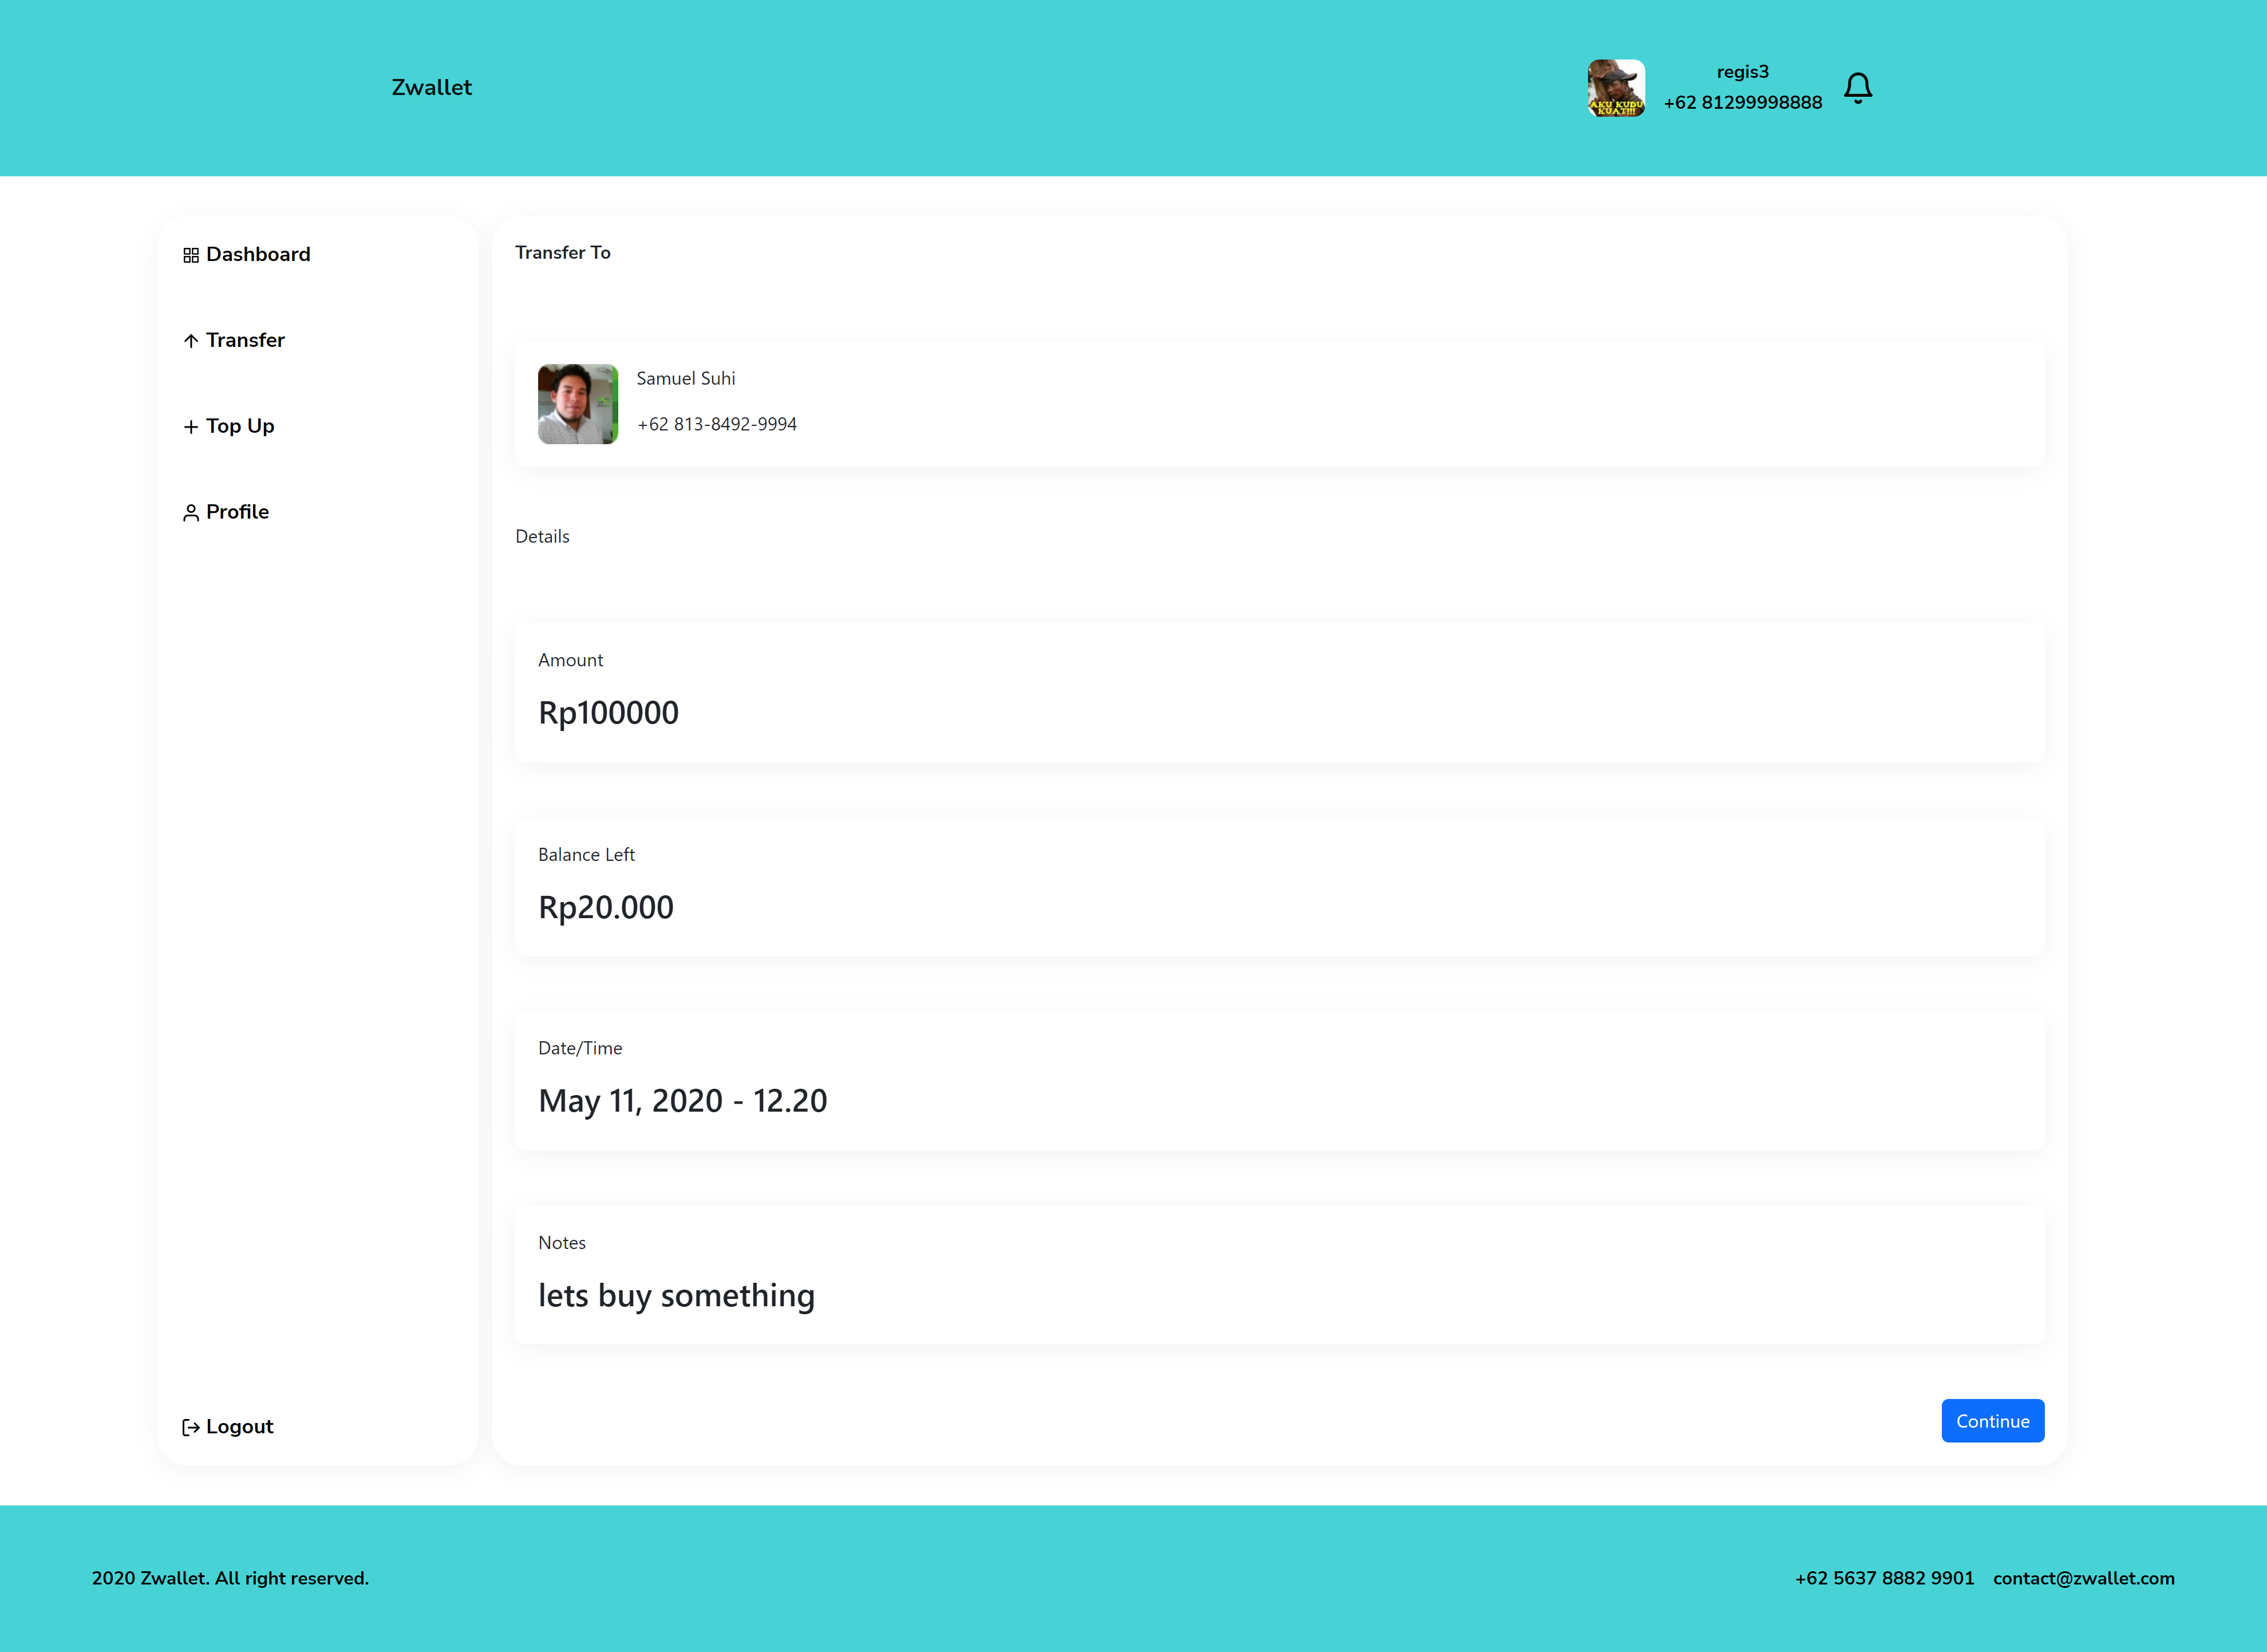 Zwallet
regis3
+62 81299998888
AKU KUDU
KUAT!!!
Dashboard
Transfer
Top Up
Profile
Logout
Transfer To
Samuel Suhi
+62 813-8492-9994
Details
Amount
Rp100000
Balance Left
Rp20.000
Date/Time
May 11, 2020 - 12.20
Notes
lets buy something
Continue
2020 Zwallet. All right reserved.
+62 5637 8882 9901
contact@zwallet.com